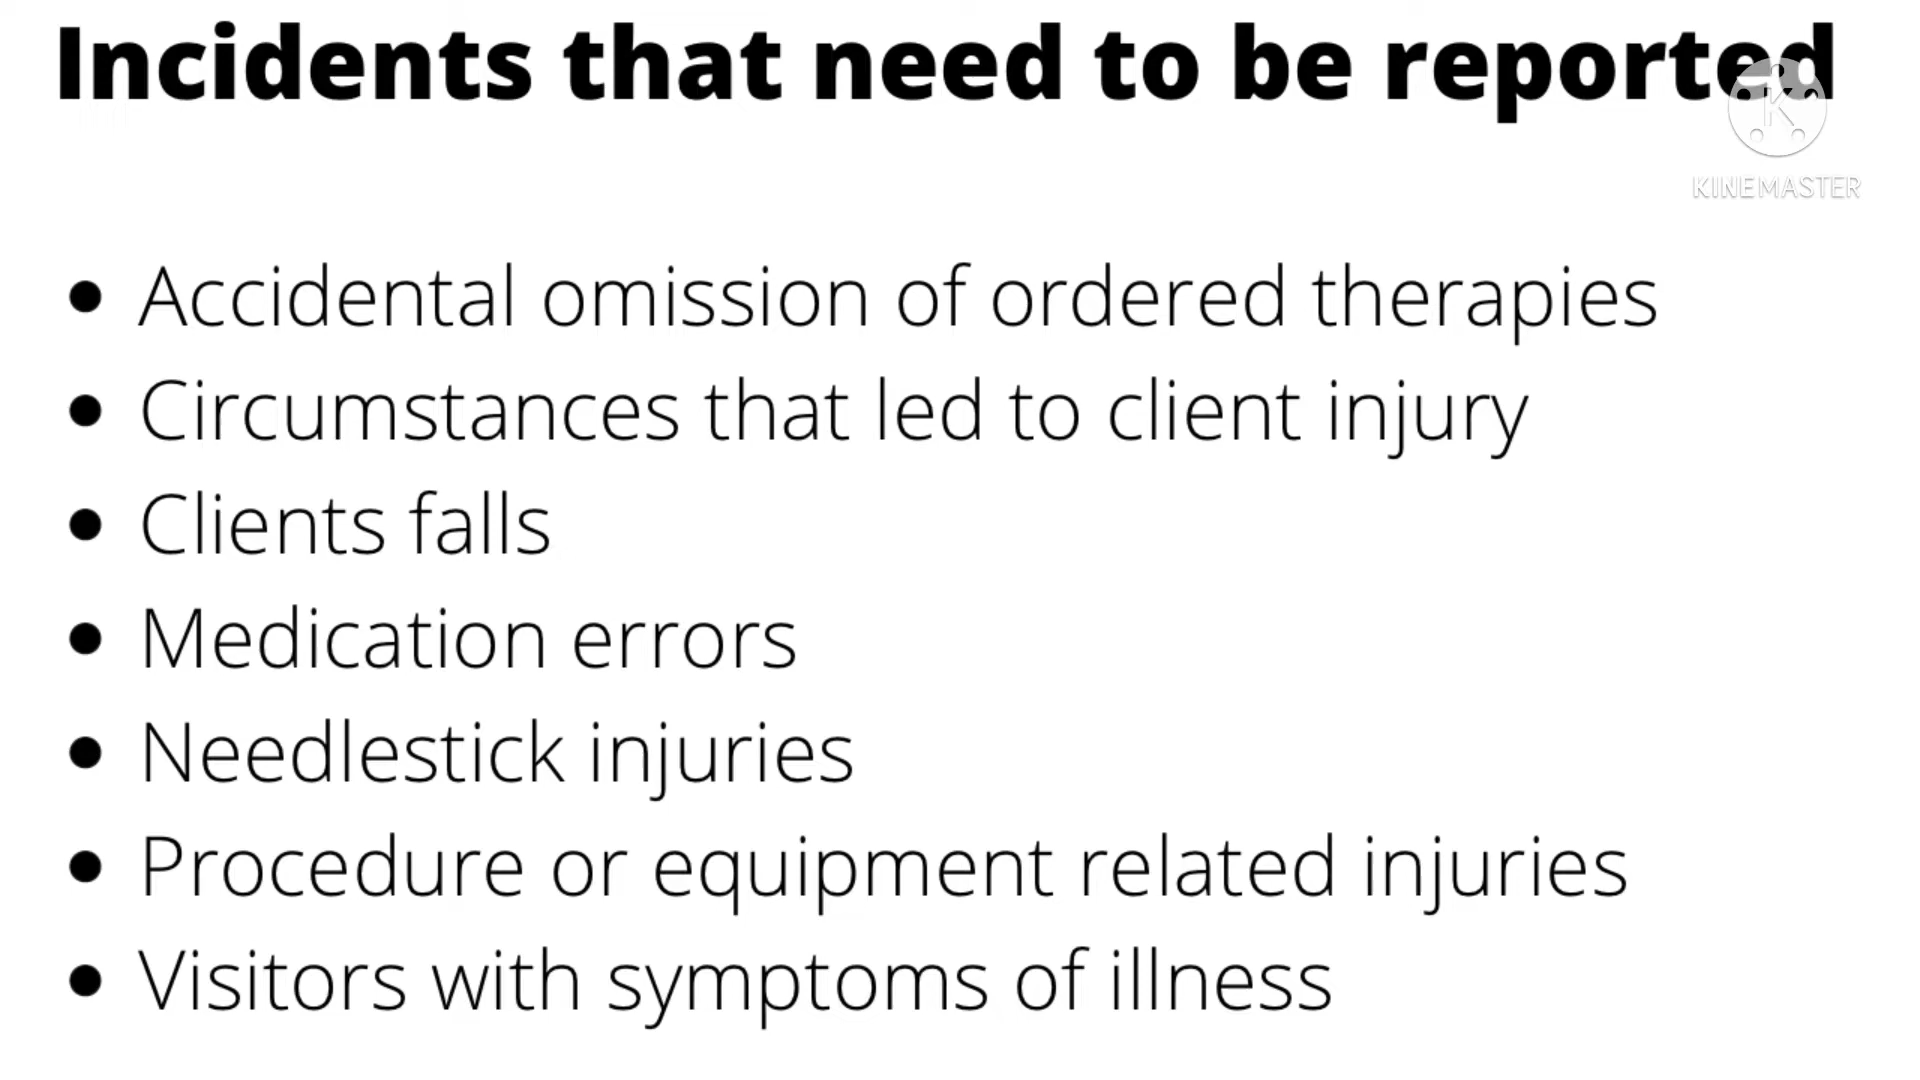 Incidents that need to be reported
K
KINEMASTER
• Accidental omission of ordered therapies
• Circumstances that led to client injury
• Clients falls
• Medication errors
• Needlestick injuries
• Procedure or equipment related injuries
• Visitors with symptoms of illness